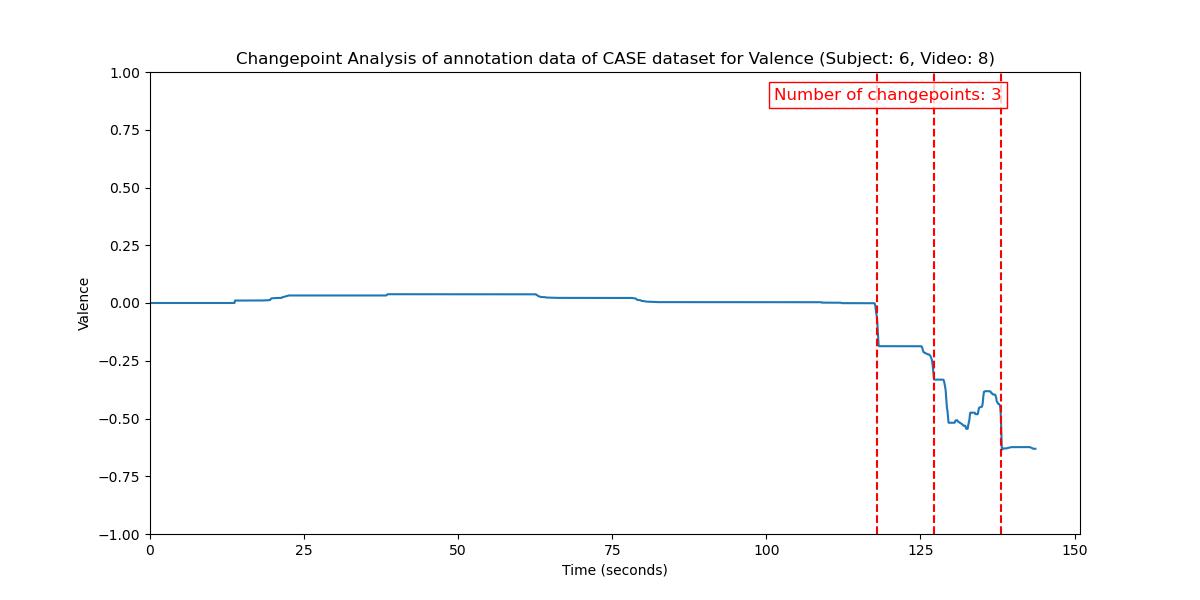 Changepoint Analysis of annotation data of CASE dataset for Valence (Subject: 6, Video: 8)
Number of changepoints: 3
1.00
0.75
0.50
0.25
0.00
−0.25
−0.50
−0.75
−1.00
Valence
0 25 50 75 100 125 150
Time (seconds)